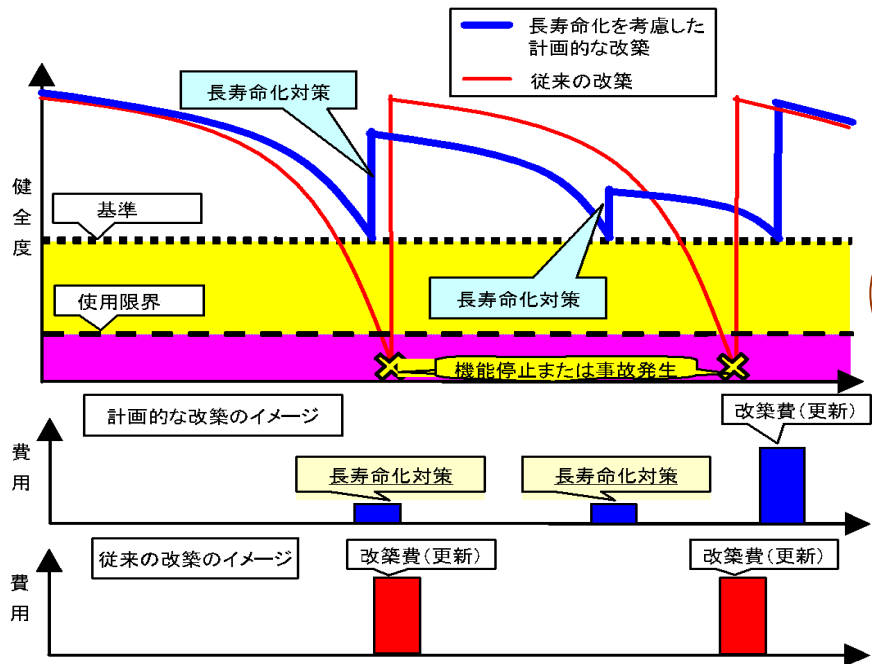 長寿命化を考慮した
計画的な改築
従来の改築
長寿命化対策
健全度
基準
使用限界
長寿命化対策
機能停止または事故発生
計画的な改築のイメージ
改築費(更新)
費用
長寿命化対策
長寿命化対策
従来の改築のイメージ
改築費(更新)
改築費(更新)
費用